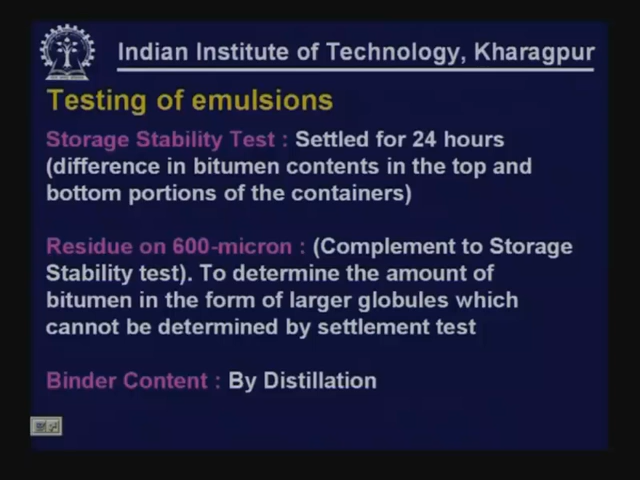 Indian Institute of Technology, Kharagpur
Testing of emulsions
Storage Stability Test : Settled for 24 hours
(difference in bitumen contents in the top and
bottom portions of the containers)
Residue on 600-micron : (Complement to Storage
Stability test). To determine the amount of
bitumen in the form of larger globules which
cannot be determined by settlement test
Binder Content : By Distillation